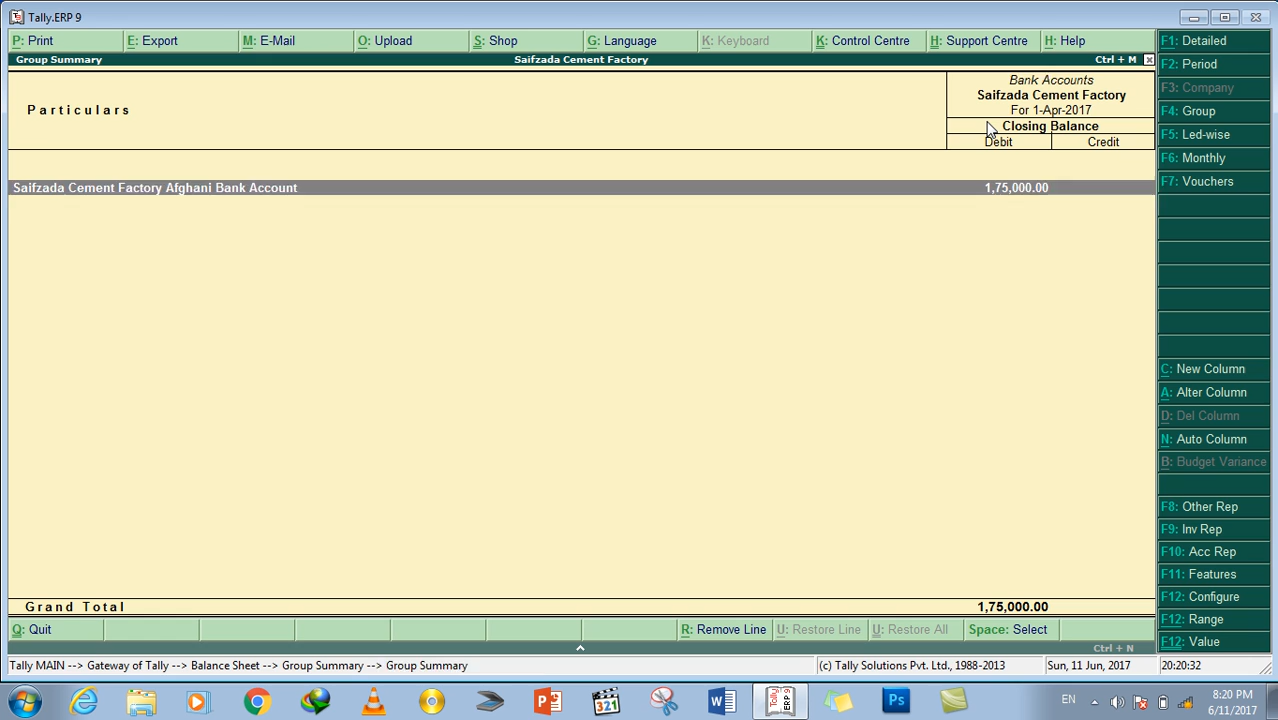 Tally.ERP 9
P: Print E: Export M: E-Mail O: Upload S: Shop G: Language K: Keyboard K: Control Centre H: Support Centre H: Help
Group Summary Saifzada Cement Factory Ctrl + M
Particulars
Bank Accounts
Saifzada Cement Factory
For 1-Apr-2017
Closing Balance
Debit Credit
Saifzada Cement Factory Afghani Bank Account 1,75,000.00
Grand Total 1,75,000.00
Q: Quit R: Remove Line U: Restore Line U: Restore All Space: Select
Ctrl + N
Tally MAIN --> Gateway of Tally --> Balance Sheet --> Group Summary --> Group Summary (c) Tally Solutions Pvt. Ltd., 1988-2013 Sun, 11 Jun, 2017 20:20:32
F1: Detailed
F2: Period
F3: Company
F4: Group
F5: Led-wise
F6: Monthly
F7: Vouchers
C: New Column
A: Alter Column
D: Del Column
N: Auto Column
B: Budget Variance
F8: Other Rep
F9: Inv Rep
F10: Acc Rep
F11: Features
F12: Configure
F12: Range
F12: Value
321
EN
8:20 PM
6/11/2017